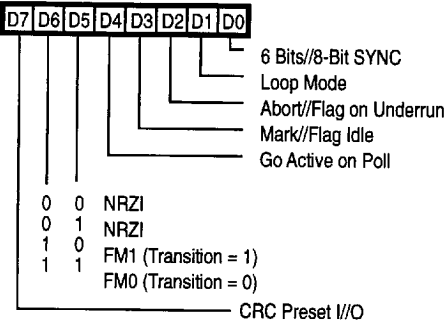 D7 D6 D5 D4 D3 D2 D1 D0
6 Bits//8-Bit SYNC
Loop Mode
Abort//Flag on Underrun
Mark//Flag Idle
Go Active on Poll
0 0 NRZI
0 1 NRZI
1 0 FM1 (Transition = 1)
1 1 FM0 (Transition = 0)
CRC Preset I//O